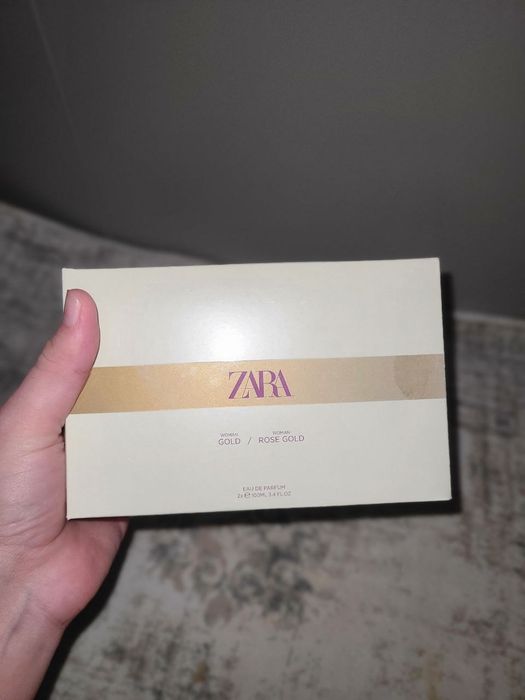 ZARA
WOMAN WOMAN
GOLD / ROSE GOLD
EAU DE PARFUM
2x ℮ 100ML 3.4 FL.OZ